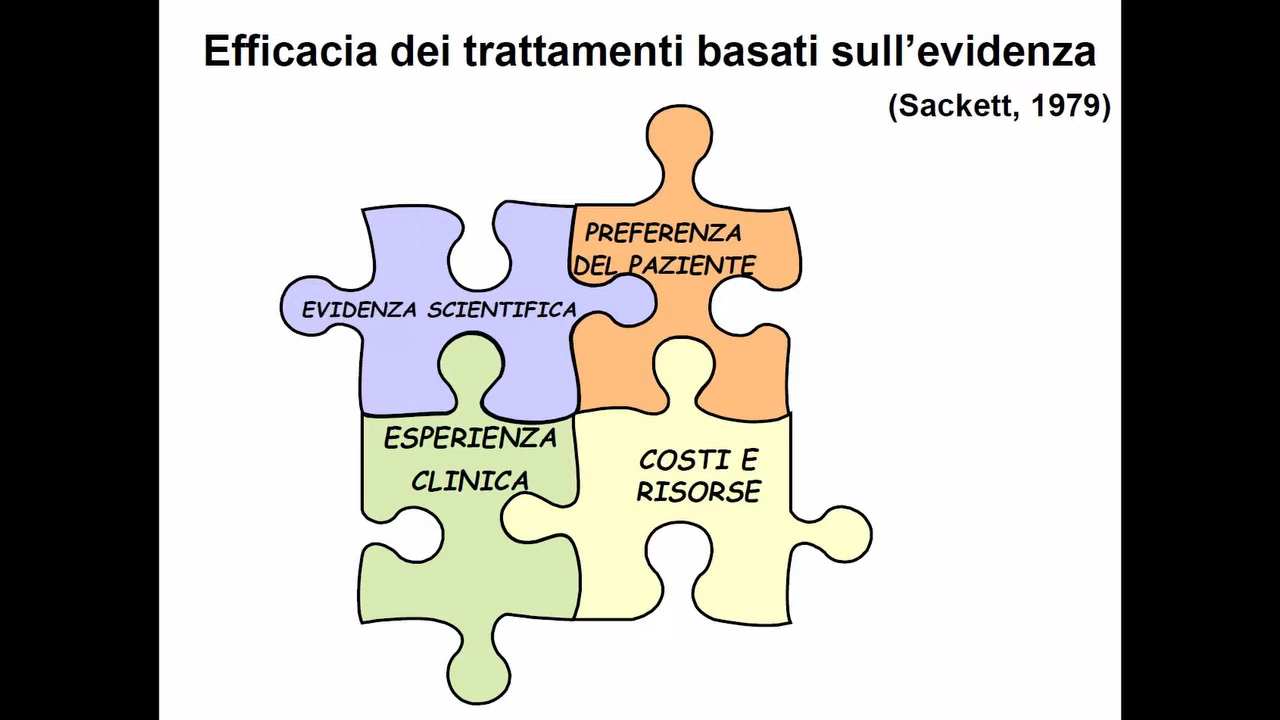 Efficacia dei trattamenti basati sull’evidenza
(Sackett, 1979)
PREFERENZA
DEL PAZIENTE
EVIDENZA SCIENTIFICA
ESPERIENZA
CLINICA
COSTI E
RISORSE